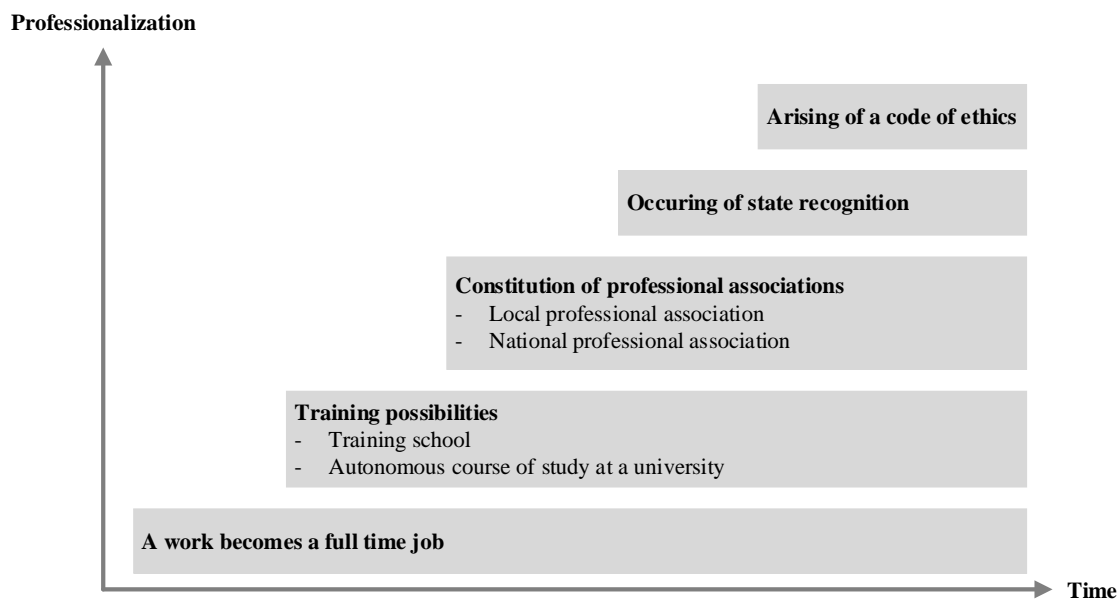 Professionalization
Arising of a code of ethics
Occuring of state recognition
Constitution of professional associations
- Local professional association
- National professional association
Training possibilities
- Training school
- Autonomous course of study at a university
A work becomes a full time job
Time